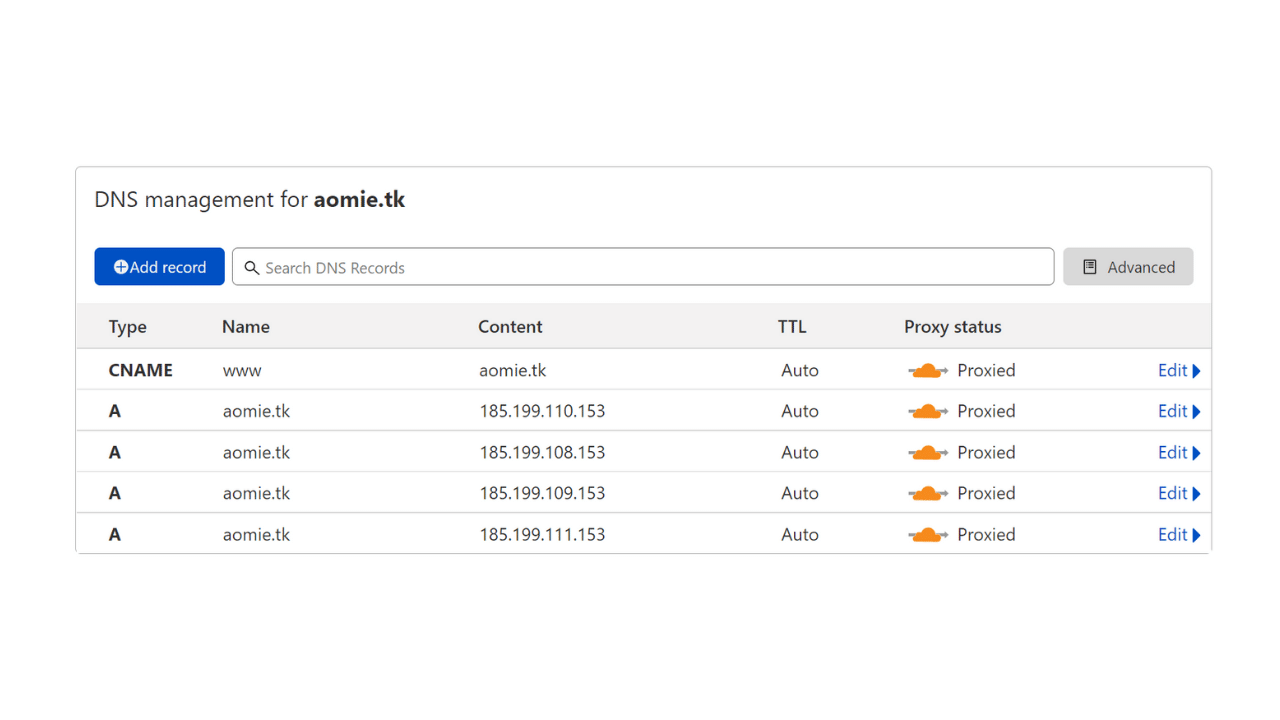 DNS management for aomie.tk
Add record Search DNS Records Advanced
Type Name Content TTL Proxy status
CNAME www aomie.tk Auto Proxied Edit
A aomie.tk 185.199.110.153 Auto Proxied Edit
A aomie.tk 185.199.108.153 Auto Proxied Edit
A aomie.tk 185.199.109.153 Auto Proxied Edit
A aomie.tk 185.199.111.153 Auto Proxied Edit